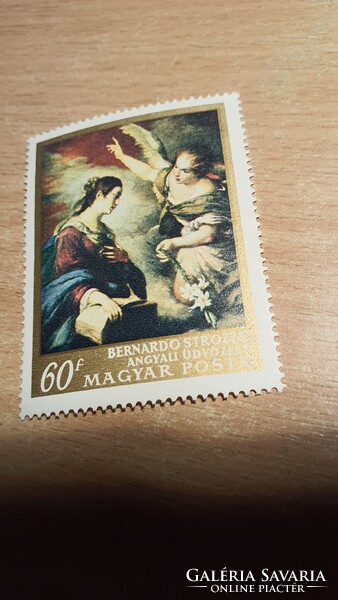 BERNARDO STROZZI
ANGYALI ÜDVÖZLET
60f MAGYAR POSTA
GALÉRIA SAVARIA
ONLINE PIACTÉR